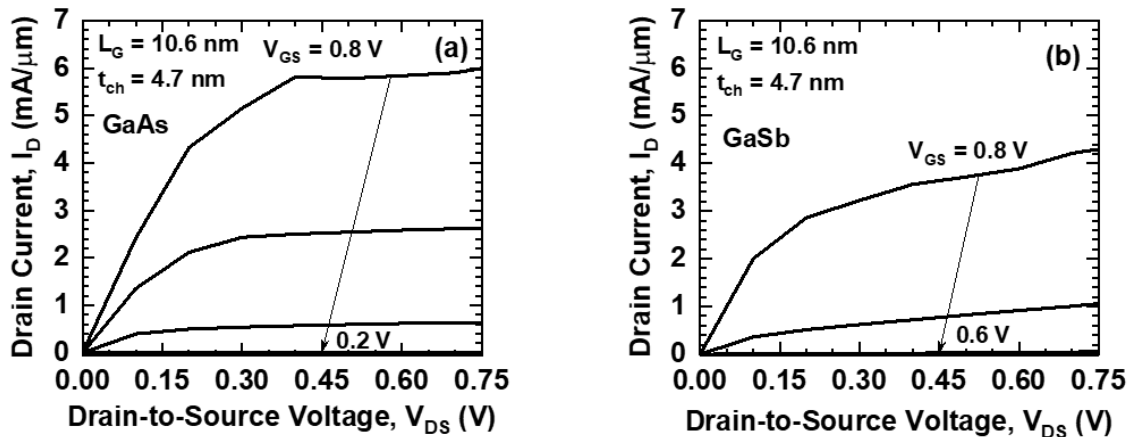 7
6
5
4
3
2
1
0
Drain Current, I_D (mA/μm)
L_G = 10.6 nm
t_ch = 4.7 nm
GaAs
V_GS = 0.8 V
(a)
0.2 V
0.00 0.15 0.30 0.45 0.60 0.75
Drain-to-Source Voltage, V_DS (V)
7
6
5
4
3
2
1
0
Drain Current, I_D (mA/μm)
L_G = 10.6 nm
t_ch = 4.7 nm
GaSb
V_GS = 0.8 V
(b)
0.6 V
0.00 0.15 0.30 0.45 0.60 0.75
Drain-to-Source Voltage, V_DS (V)